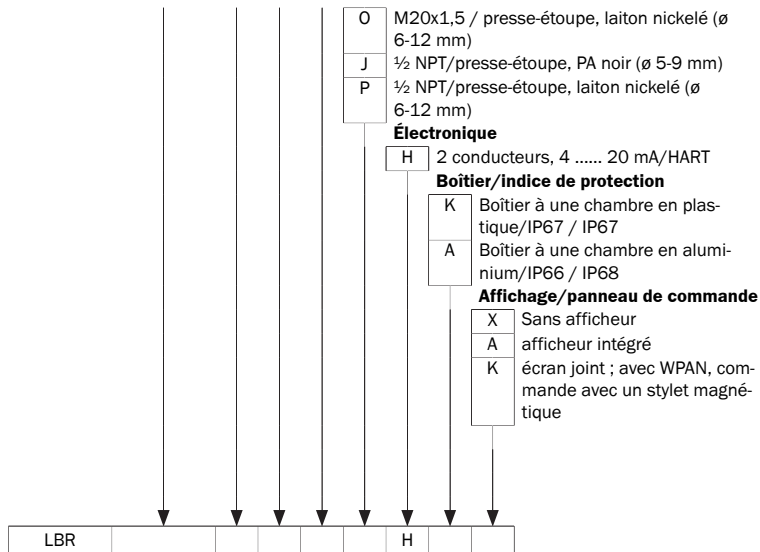 O M20x1,5 / presse-étoupe, laiton nickelé (ø
6-12 mm)
J ½ NPT/presse-étoupe, PA noir (ø 5-9 mm)
P ½ NPT/presse-étoupe, laiton nickelé (ø
6-12 mm)
Électronique
H 2 conducteurs, 4 ...... 20 mA/HART
Boîtier/indice de protection
K Boîtier à une chambre en plas-
tique/IP67 / IP67
A Boîtier à une chambre en alumi-
nium/IP66 / IP68
Affichage/panneau de commande
X Sans afficheur
A afficheur intégré
K écran joint ; avec WPAN, com-
mande avec un stylet magné-
tique
LBR H